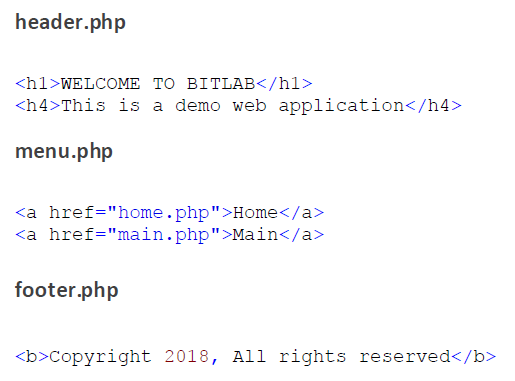 header.php
<h1>WELCOME TO BITLAB</h1>
<h4>This is a demo web application</h4>
menu.php
<a href="home.php">Home</a>
<a href="main.php">Main</a>
footer.php
<b>Copyright 2018, All rights reserved</b>